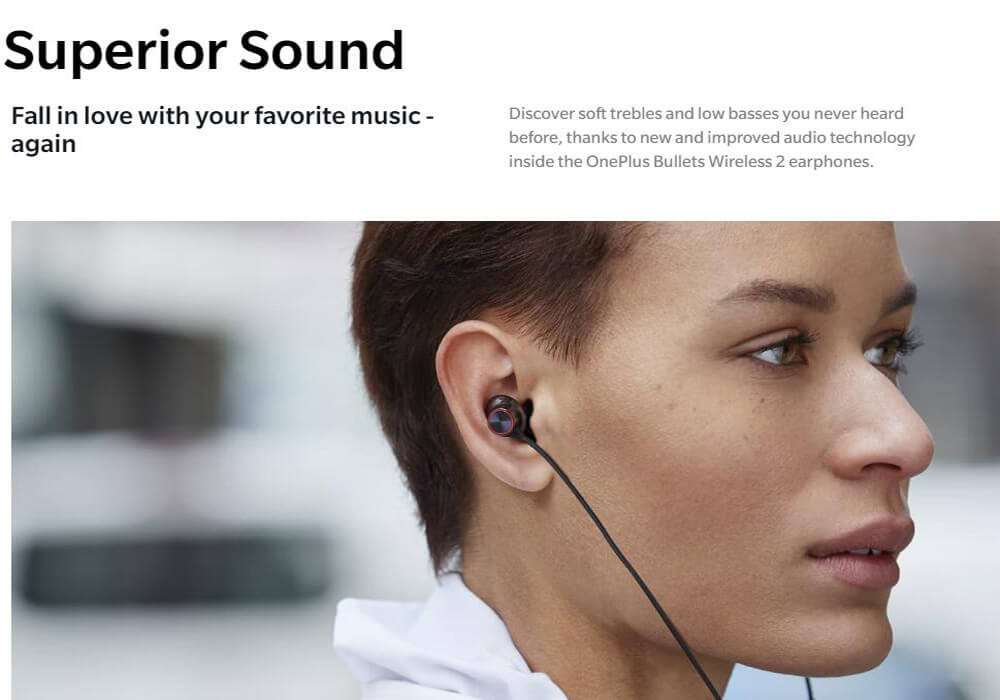 Superior Sound
Fall in love with your favorite music -
again
Discover soft trebles and low basses you never heard
before, thanks to new and improved audio technology
inside the OnePlus Bullets Wireless 2 earphones.